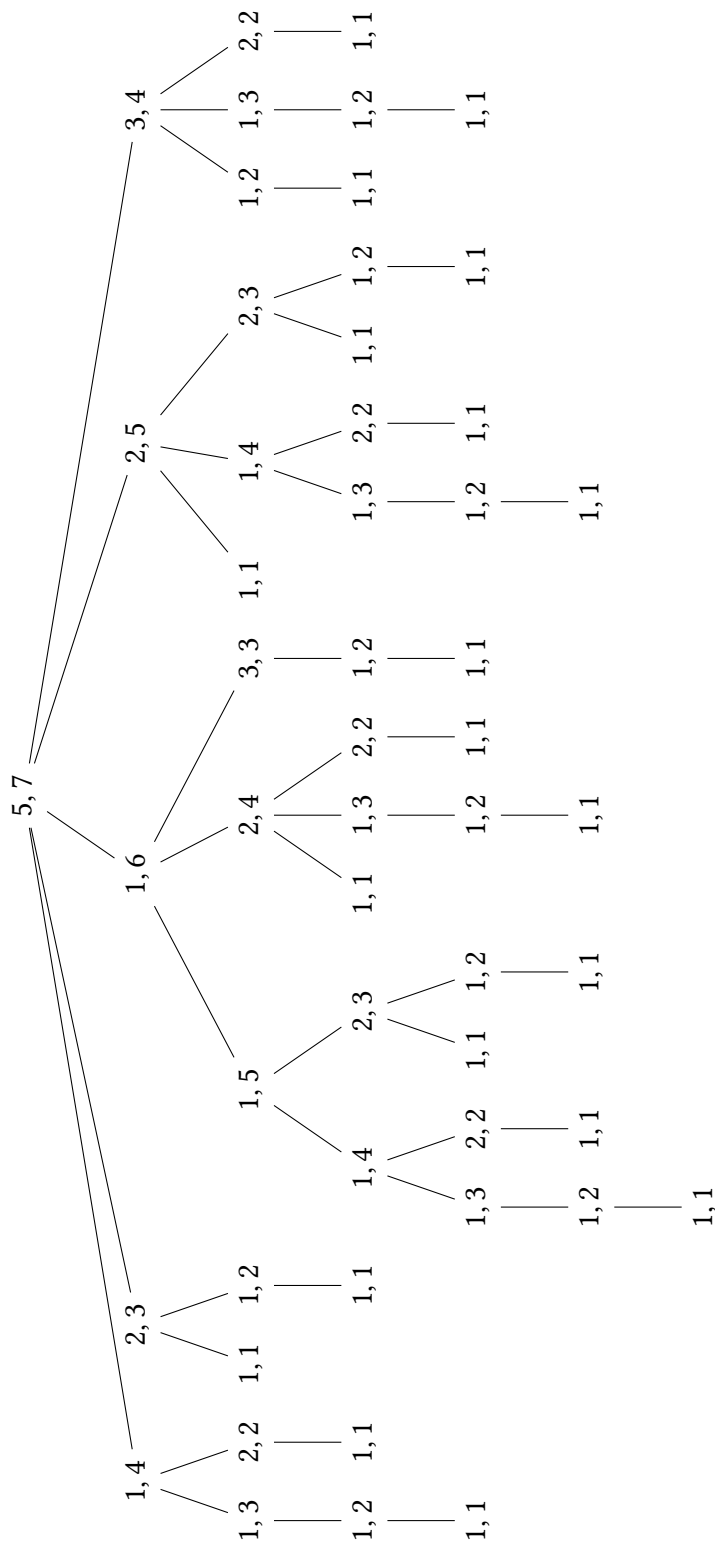 5, 7
1, 4 2, 3 1, 6 2, 5 3, 4
1, 3 2, 2 1, 1 1, 2 1, 5 2, 4 3, 3 1, 1 1, 4 2, 3 1, 2 1, 3 2, 2
1, 2 1, 1 1, 1 1, 4 2, 3 1, 1 1, 3 2, 2 1, 2 1, 3 2, 2 1, 1 1, 2 1, 1 1, 2 1, 1
1, 1 1, 3 2, 2 1, 1 1, 2 1, 2 1, 1 1, 1 1, 2 1, 1 1, 1 1, 1
1, 2 1, 1 1, 1 1, 1 1, 1
1, 1